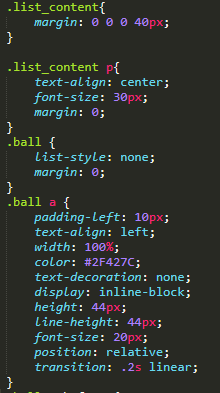 .list_content{
margin: 0 0 0 40px;
}
.list_content p{
text-align: center;
font-size: 30px;
margin: 0;
}
.ball {
list-style: none;
margin: 0;
}
.ball a {
padding-left: 10px;
text-align: left;
width: 100%;
color: #2F427C;
text-decoration: none;
display: inline-block;
height: 44px;
line-height: 44px;
font-size: 20px;
position: relative;
transition: .2s linear;
}